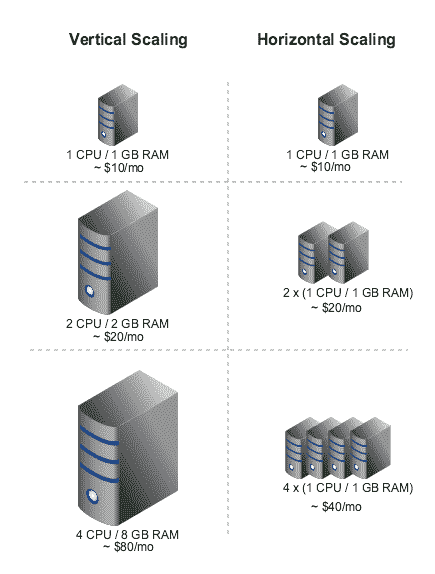 Vertical Scaling
Horizontal Scaling
1 CPU / 1 GB RAM
~ $10/mo
1 CPU / 1 GB RAM
~ $10/mo
2 CPU / 2 GB RAM
~ $20/mo
2 x (1 CPU / 1 GB RAM)
~ $20/mo
4 CPU / 8 GB RAM
~ $80/mo
4 x (1 CPU / 1 GB RAM)
~ $40/mo